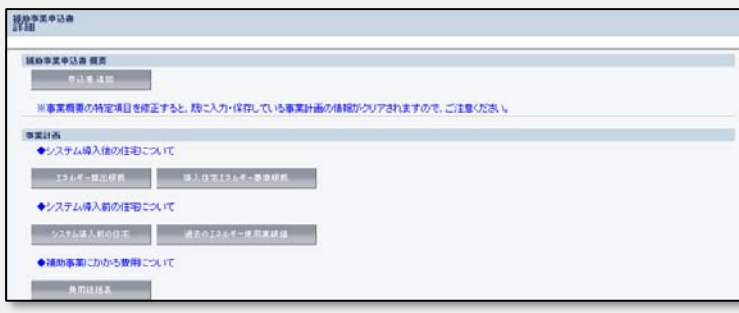 補助事業申込書
詳細
補助事業申込書 概要
申込書 追加
※事業概要の特定項目を修正すると、既に入力・保存している事業計画の情報がクリアされますので、ご注意ください。
事業計画
◆システム導入後の住宅について
エネルギー算出根拠 導入住宅エネルギー基準根拠
◆システム導入前の住宅について
システム導入前の住宅 過去のエネルギー使用実績値
◆補助事業にかかる費用について
費用総括表